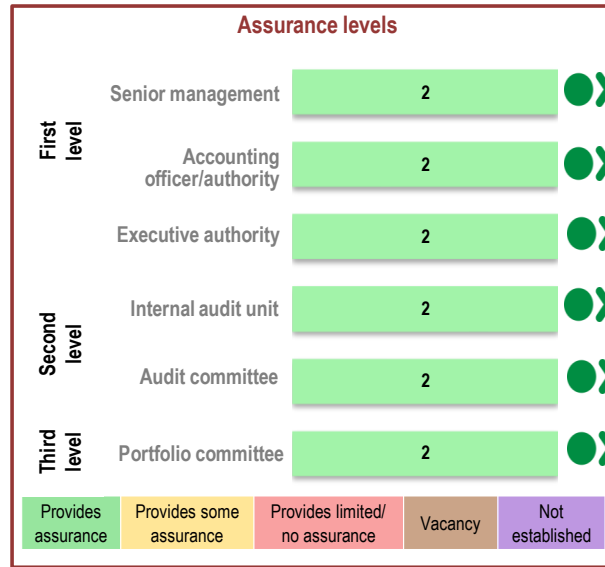 Assurance levels
First
level
Senior management
2
Accounting
officer/authority
2
Executive authority
2
Second
level
Internal audit unit
2
Audit committee
2
Third
level
Portfolio committee
2
Provides
assurance
Provides some
assurance
Provides limited/
no assurance
Vacancy
Not
established